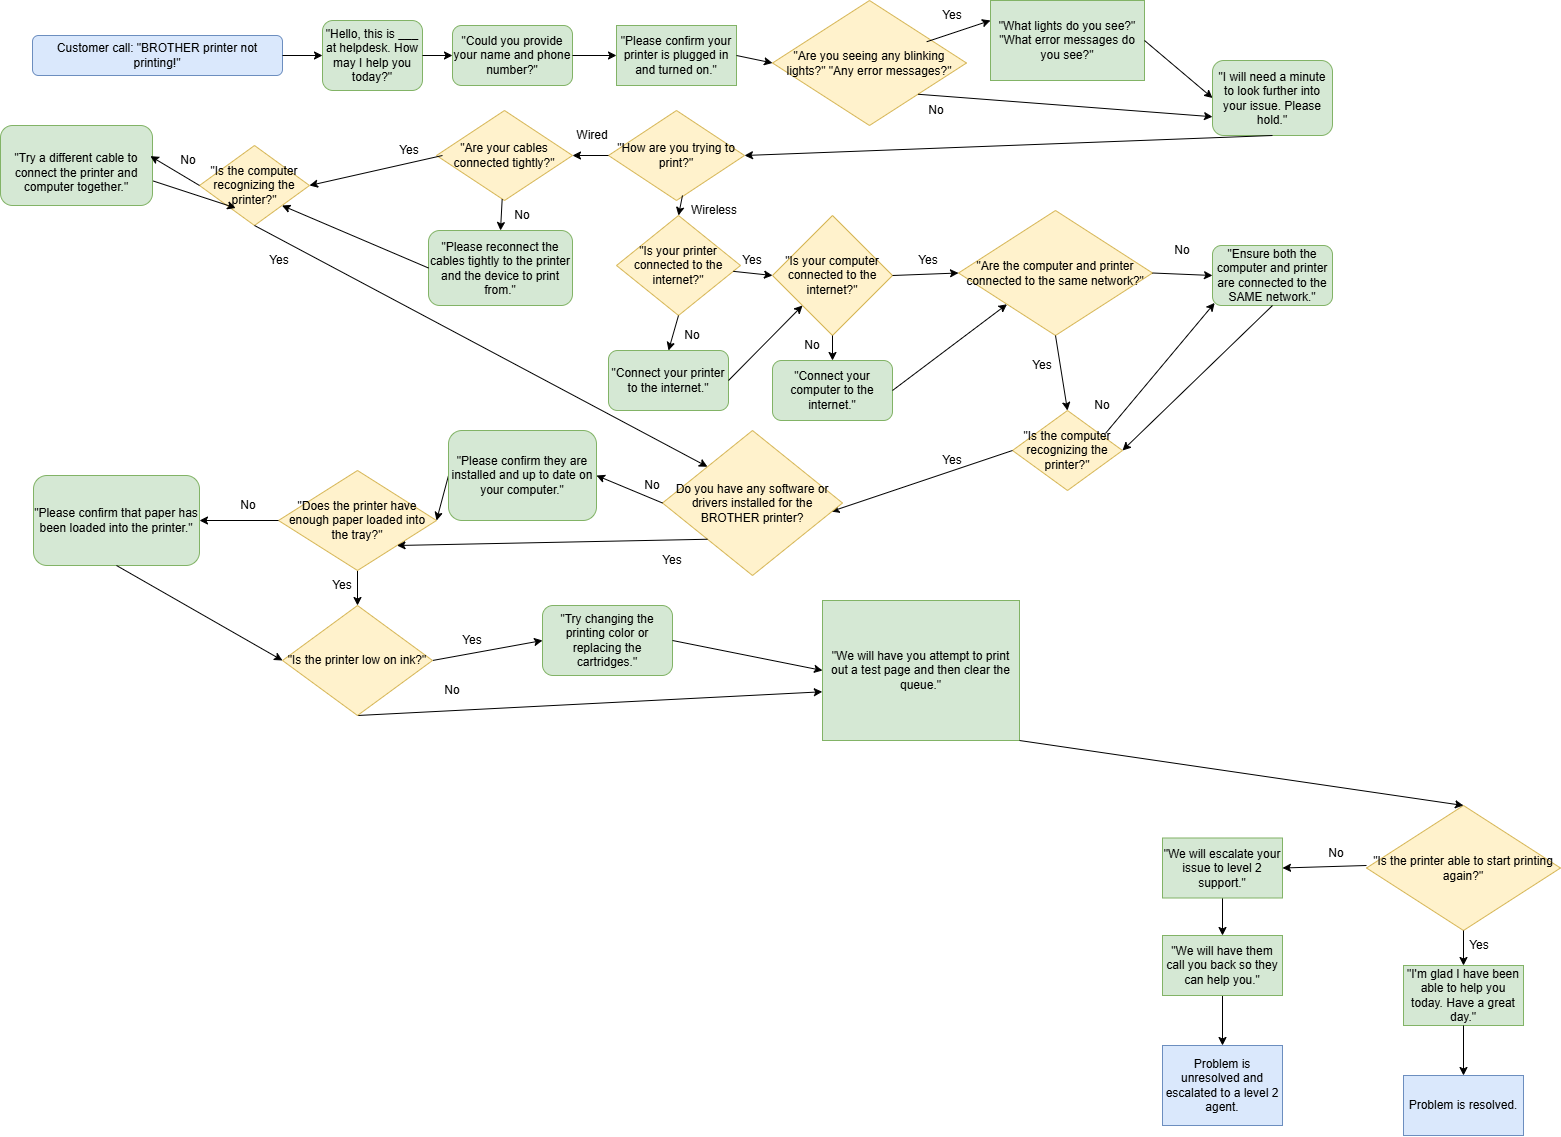 Customer call: "BROTHER printer not
printing!"
"Hello, this is ___
at helpdesk. How
may I help you
today?"
"Could you provide
your name and phone
number?"
"Please confirm your
printer is plugged in
and turned on."
"Are you seeing any blinking
lights?" "Any error messages?"
Yes
"What lights do you see?"
"What error messages do
you see?"
No
"I will need a minute
to look further into
your issue. Please
hold."
"How are you trying to
print?"
Wired
"Are your cables
connected tightly?"
Yes
"Is the computer
recognizing the
printer?"
No
"Try a different cable to
connect the printer and
computer together."
No
"Please reconnect the
cables tightly to the printer
and the device to print
from."
Yes
Wireless
"Is your printer
connected to the
internet?"
Yes
"Is your computer
connected to the
internet?"
Yes
"Are the computer and printer
connected to the same network?"
No
"Ensure both the
computer and printer
are connected to the
SAME network."
No
"Connect your printer
to the internet."
No
"Connect your
computer to the
internet."
Yes
No
"Is the computer
recognizing the
printer?"
Yes
Do you have any software or
drivers installed for the
BROTHER printer?
No
"Please confirm they are
installed and up to date on
your computer."
Yes
"Does the printer have
enough paper loaded into
the tray?"
No
"Please confirm that paper has
been loaded into the printer."
Yes
"Is the printer low on ink?"
Yes
"Try changing the
printing color or
replacing the
cartridges."
No
"We will have you attempt to print
out a test page and then clear the
queue."
"Is the printer able to start printing
again?"
No
"We will escalate your
issue to level 2
support."
"We will have them
call you back so they
can help you."
Problem is
unresolved and
escalated to a level 2
agent.
Yes
"I'm glad I have been
able to help you
today. Have a great
day."
Problem is resolved.